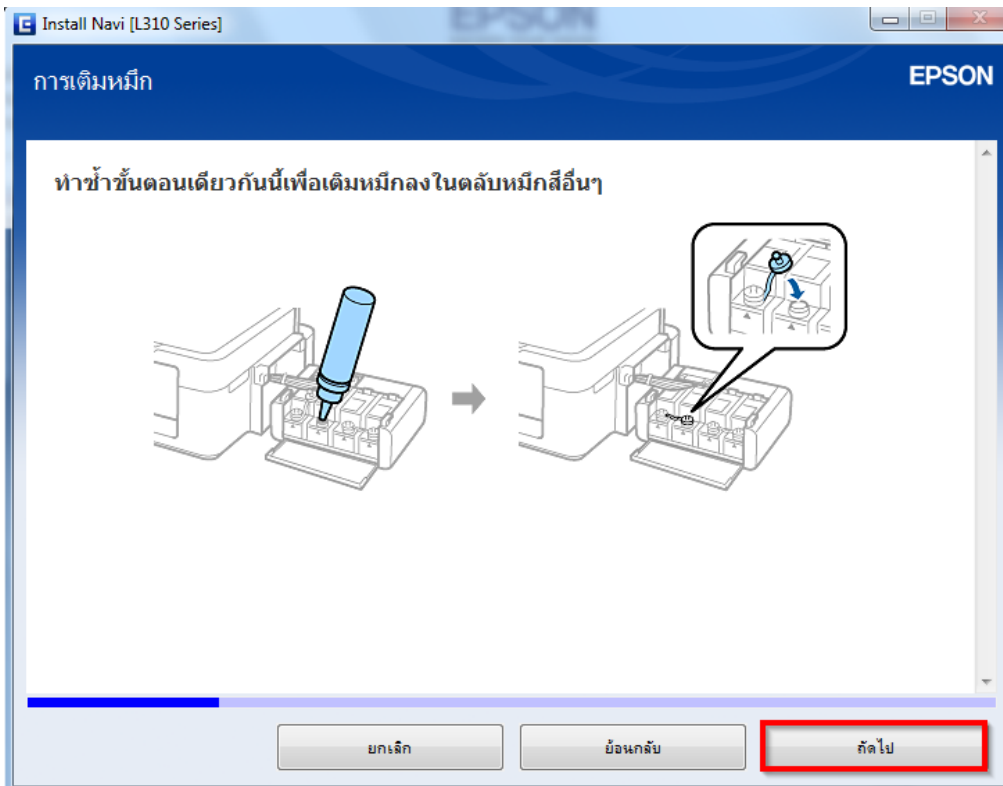 Install Navi [L310 Series]
EPSON
การเติมหมึก
EPSON
ทำซ้ำขั้นตอนเดียวกันนี้เพื่อเติมหมึกลงในตลับหมึกสีอื่นๆ
ยกเลิก
ย้อนกลับ
ถัดไป